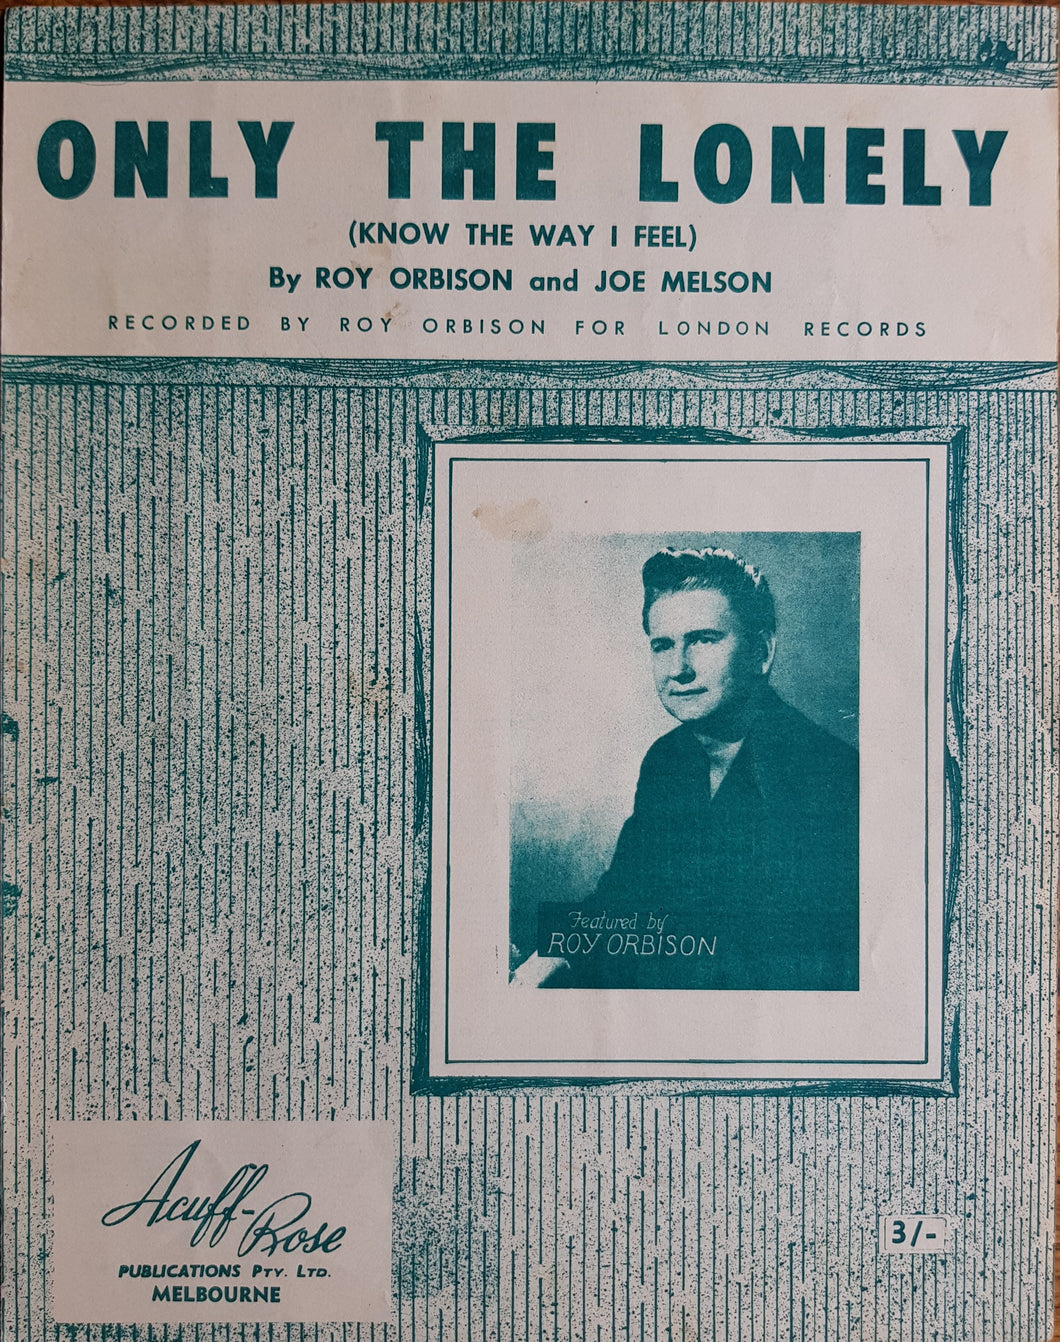 ONLY THE LONELY
(KNOW THE WAY I FEEL)
By ROY ORBISON and JOE MELSON
RECORDED BY ROY ORBISON FOR LONDON RECORDS
Featured by
ROY ORBISON
Acuff-Rose
PUBLICATIONS PTY. LTD.
MELBOURNE
3/-